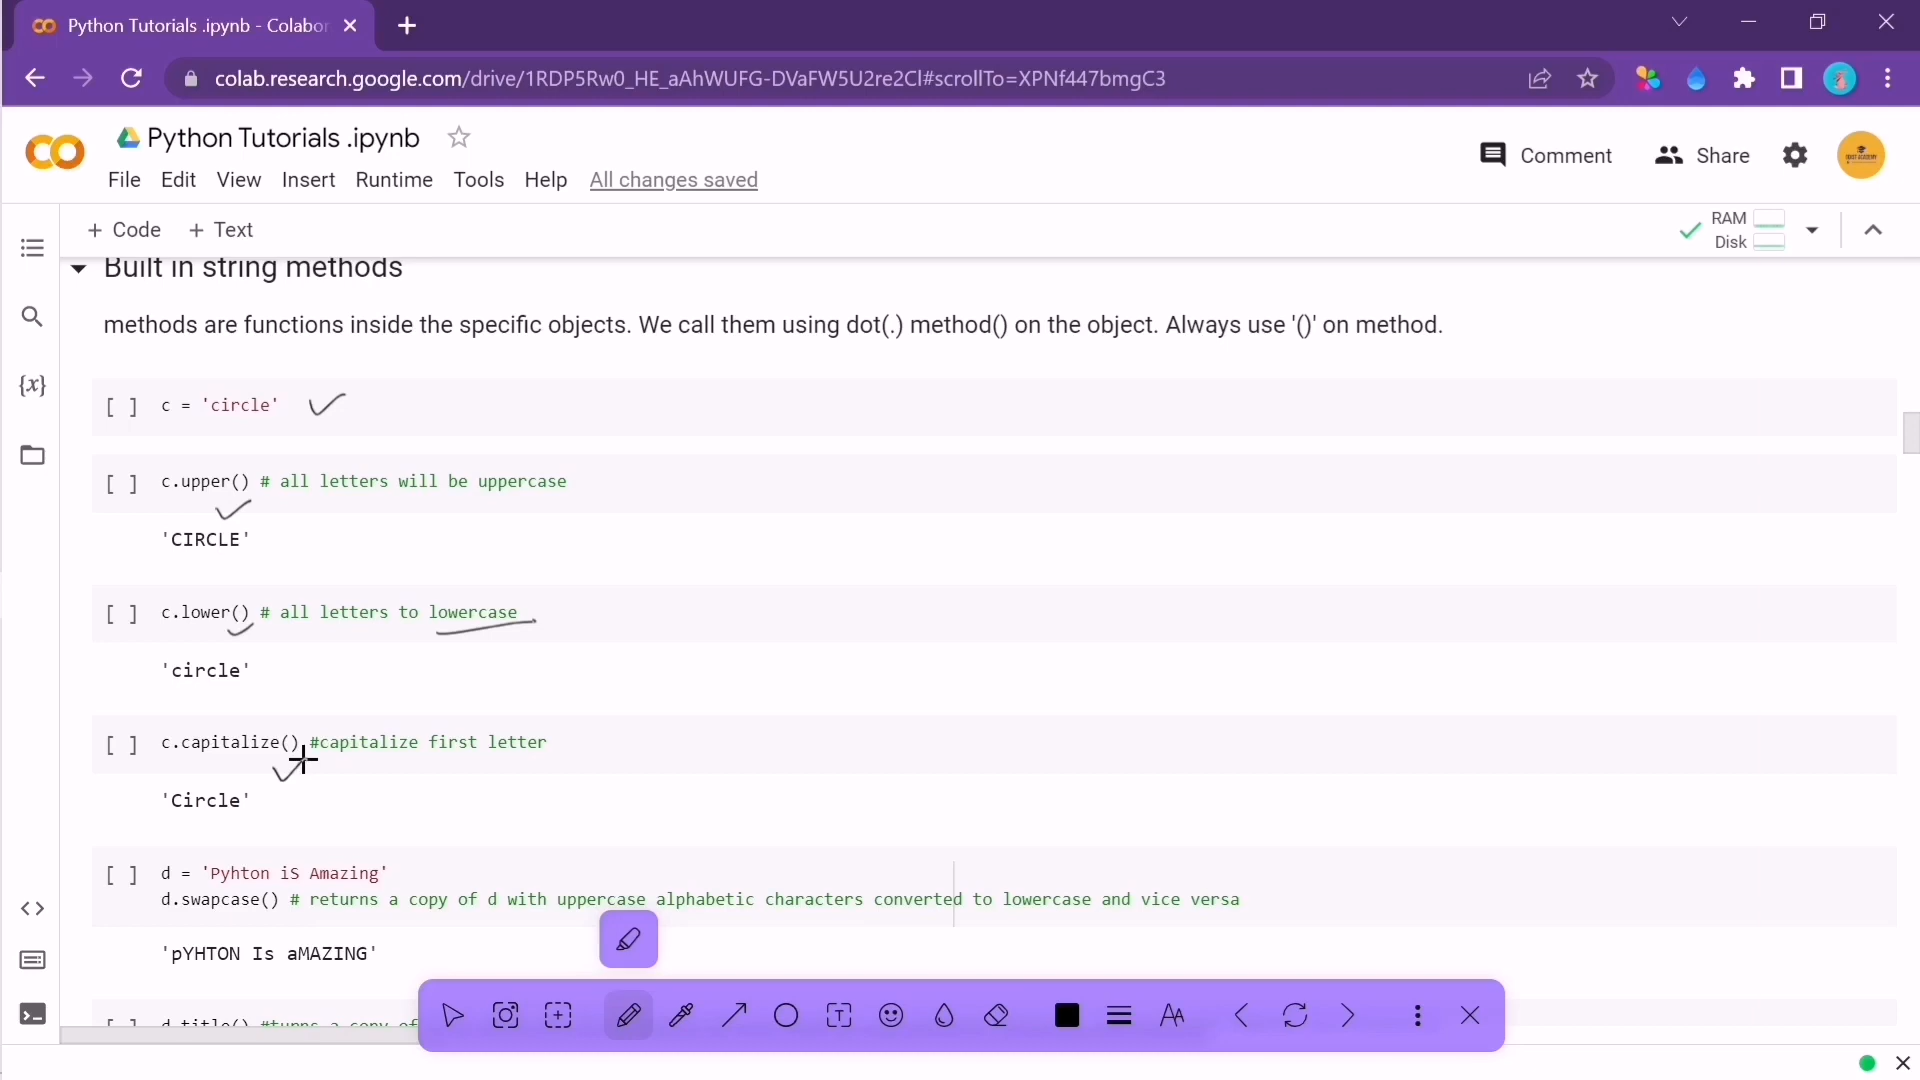 Python Tutorials .ipynb - Colabor
colab.research.google.com/drive/1RDP5Rw0_HE_aAhWUFG-DVaFW5U2re2Cl#scrollTo=XPNf447bmgC3
Python Tutorials .ipynb
Comment
Share
File Edit View Insert Runtime Tools Help All changes saved
+ Code + Text
RAM
Disk
Built in string methods
methods are functions inside the specific objects. We call them using dot(.) method() on the object. Always use '()' on method.
[ ] c = 'circle'
[ ] c.upper() # all letters will be uppercase
'CIRCLE'
[ ] c.lower() # all letters to lowercase
'circle'
[ ] c.capitalize() #capitalize first letter
'Circle'
[ ] d = 'Pyhton iS Amazing'
d.swapcase() # returns a copy of d with uppercase alphabetic characters converted to lowercase and vice versa
'pYHTON Is aMAZING'
[ ] d.title() #turns a copy of